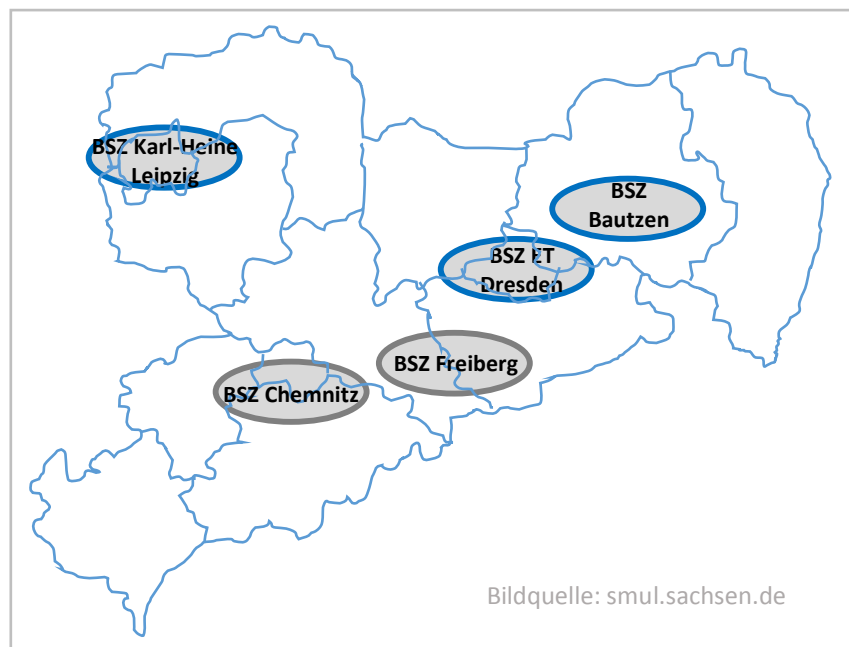 BSZ Karl-Heine
Leipzig
BSZ
Bautzen
BSZ ET
Dresden
BSZ Freiberg
BSZ Chemnitz
Bildquelle: smul.sachsen.de